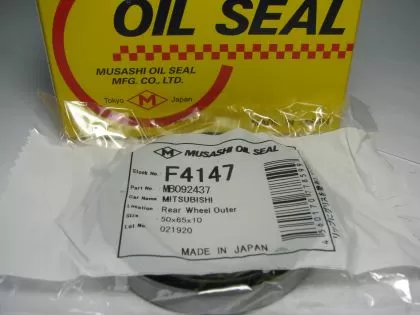 OIL SEAL
MUSASHI OIL SEAL
MFG. CO., LTD.
Tokyo M Japan
M MUSASHI OIL SEAL
Stock No. F4147
Part No. MB092437
Car Name MITSUBISHI
Location Rear Wheel Outer
Size 50x65x10
Lot No. 021920
MADE IN JAPAN